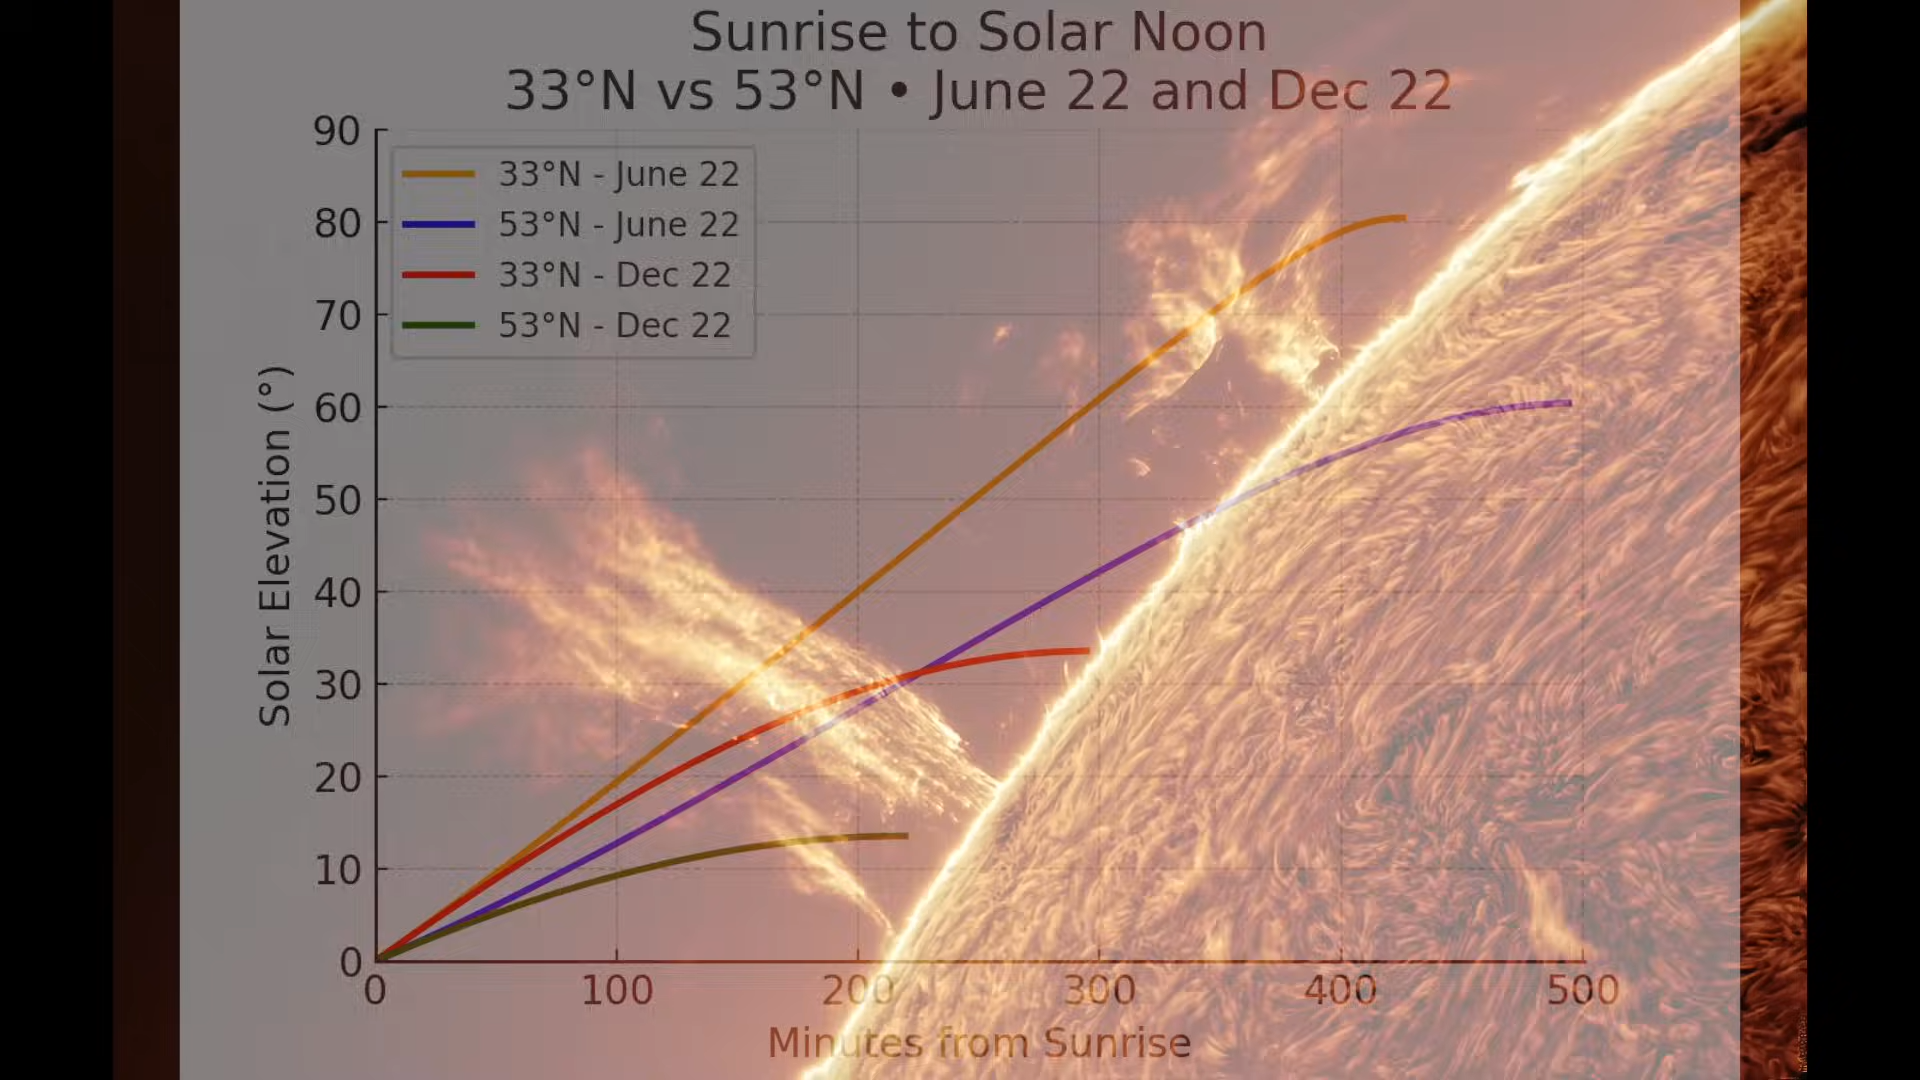 Sunrise to Solar Noon
33°N vs 53°N • June 22 and Dec 22
33°N - June 22
53°N - June 22
33°N - Dec 22
53°N - Dec 22
Solar Elevation (°)
90
80
70
60
50
40
30
20
10
0
0 100 200 300 400 500
Minutes from Sunrise